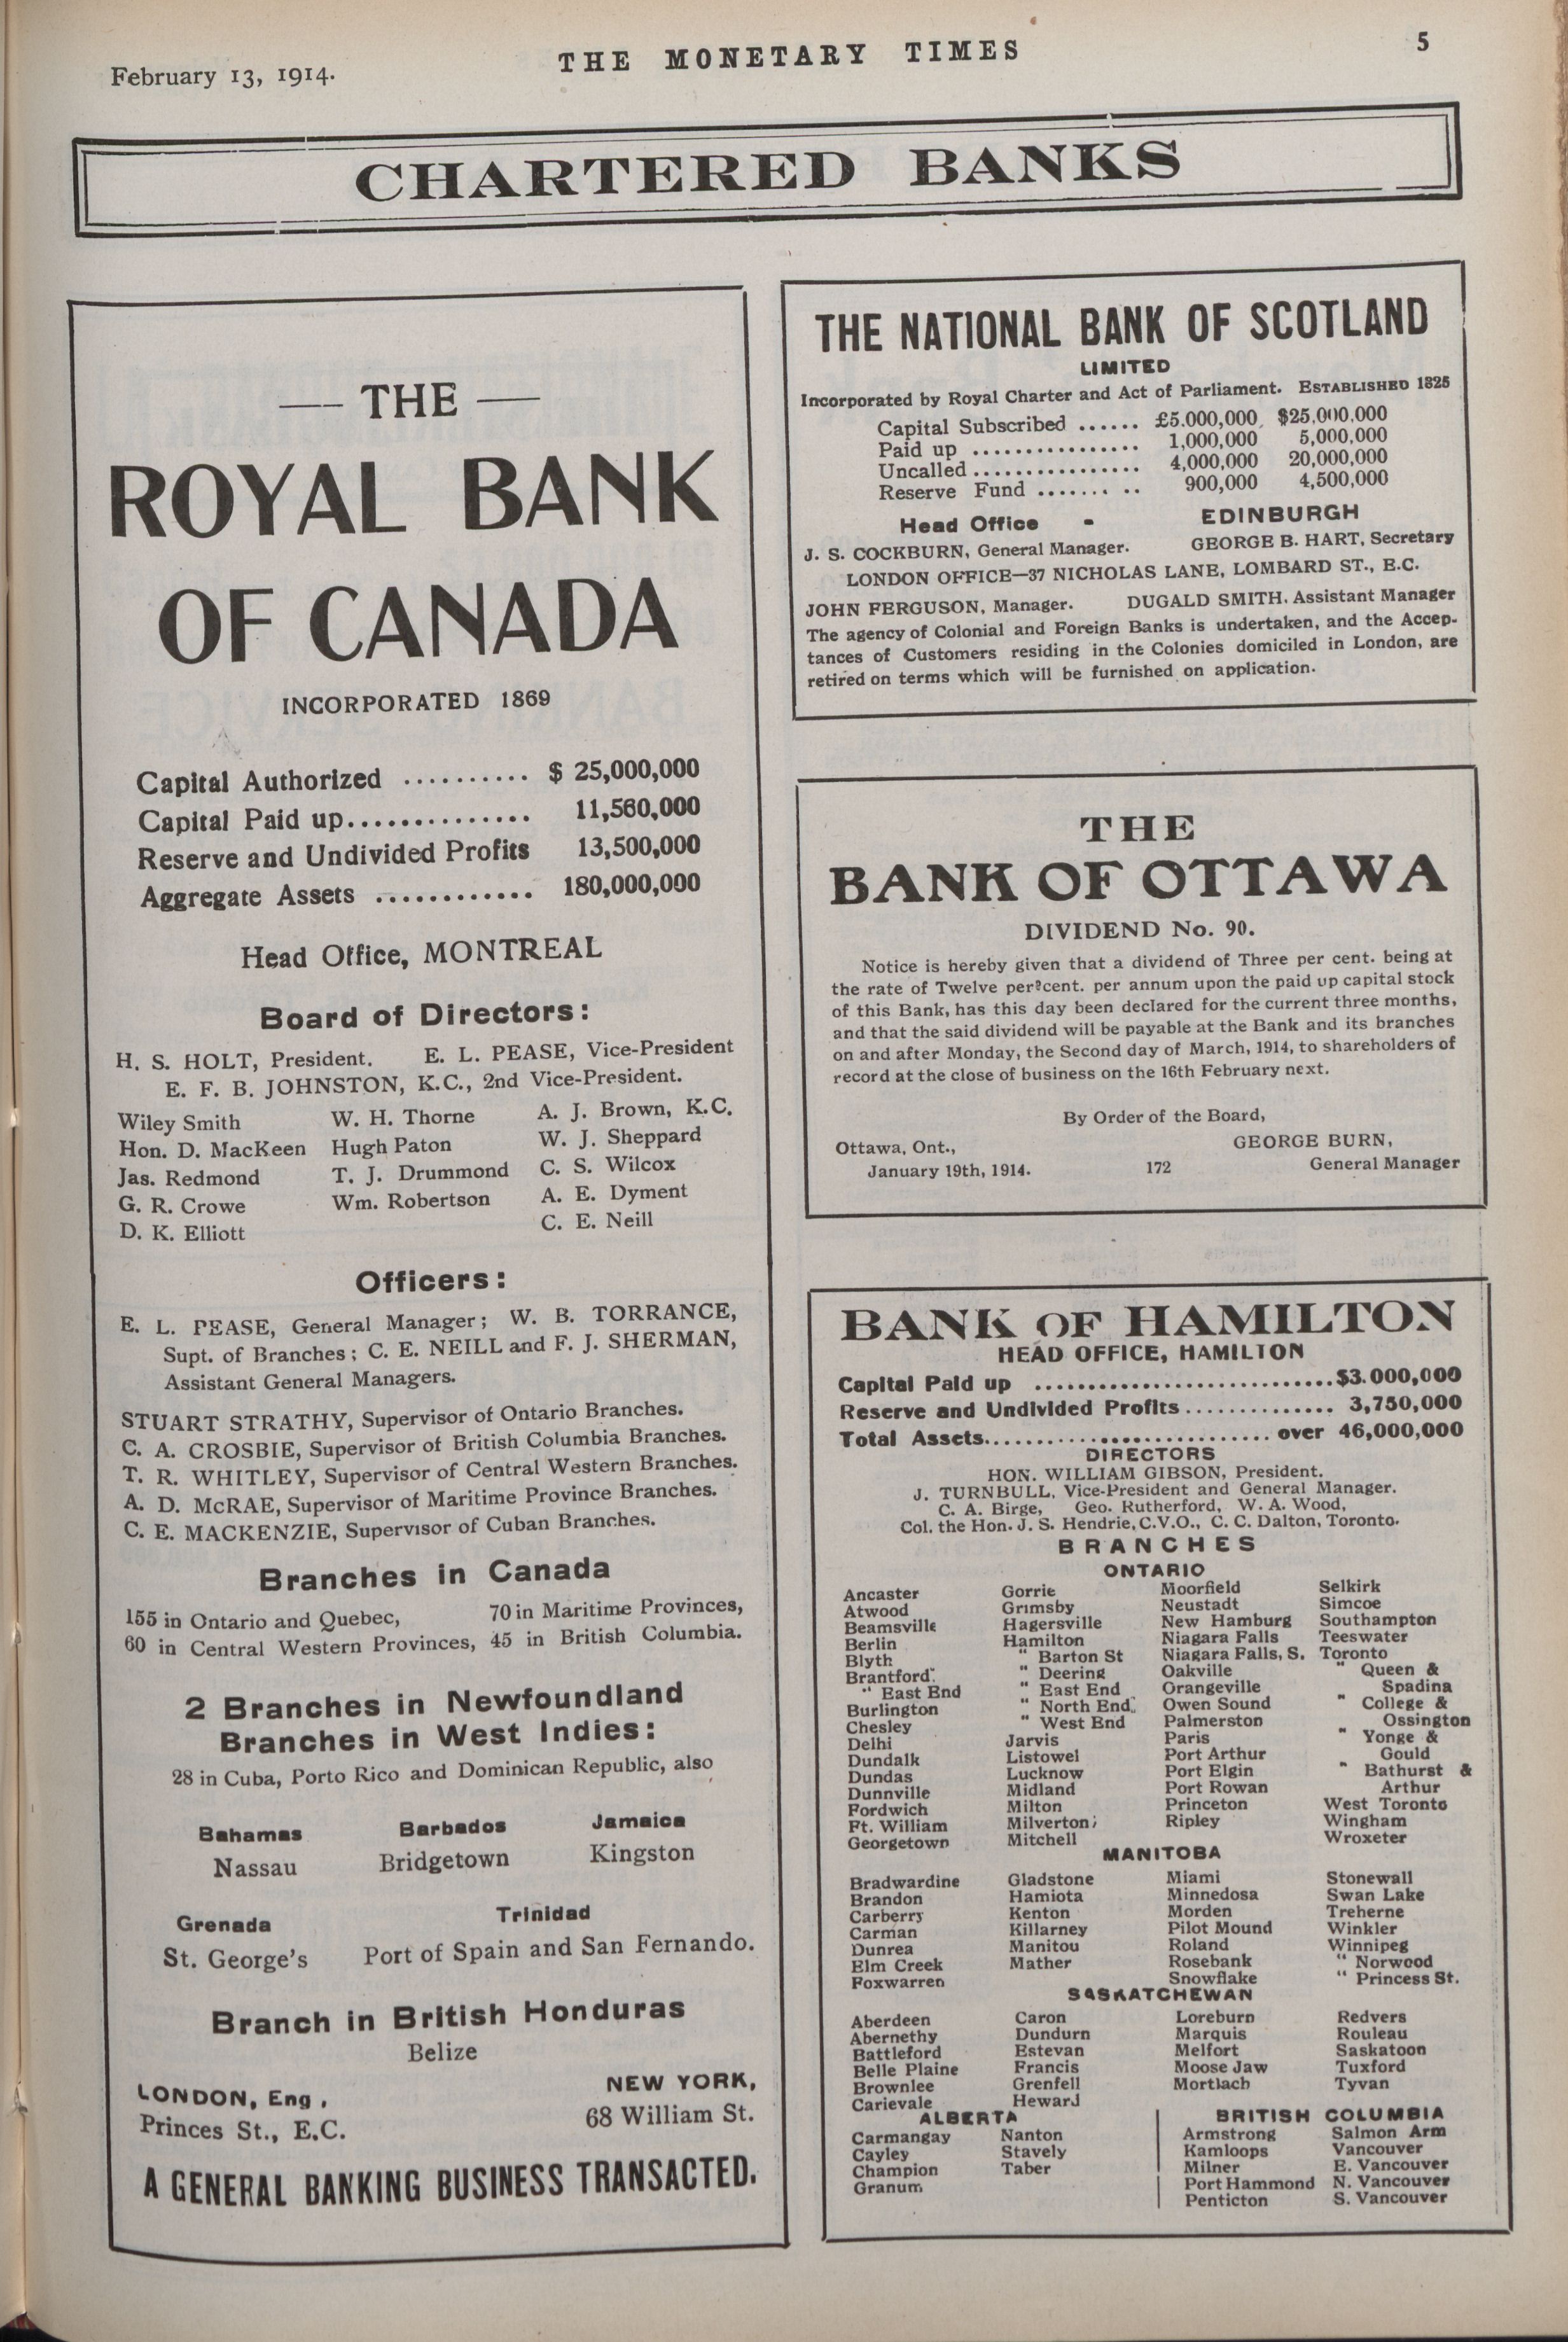 February 13, 1914.
THE MONETARY TIMES
5
CHARTERED BANKS
— THE —
ROYAL BANK
OF CANADA
INCORPORATED 1869
Capital Authorized .......... $ 25,000,000
Capital Paid up.............. 11,560,000
Reserve and Undivided Profits 13,500,000
Aggregate Assets ............ 180,000,000
Head Office, MONTREAL
Board of Directors:
H. S. HOLT, President. E. L. PEASE, Vice-President
E. F. B. JOHNSTON, K.C., 2nd Vice-President.
Wiley Smith W. H. Thorne A. J. Brown, K.C.
Hon. D. MacKeen Hugh Paton W. J. Sheppard
Jas. Redmond T. J. Drummond C. S. Wilcox
G. R. Crowe Wm. Robertson A. E. Dyment
D. K. Elliott C. E. Neill
Officers:
E. L. PEASE, General Manager; W. B. TORRANCE,
Supt. of Branches; C. E. NEILL and F. J. SHERMAN,
Assistant General Managers.
STUART STRATHY, Supervisor of Ontario Branches.
C. A. CROSBIE, Supervisor of British Columbia Branches.
T. R. WHITLEY, Supervisor of Central Western Branches.
A. D. McRAE, Supervisor of Maritime Province Branches.
C. E. MACKENZIE, Supervisor of Cuban Branches.
Branches in Canada
155 in Ontario and Quebec, 70 in Maritime Provinces,
60 in Central Western Provinces, 45 in British Columbia.
2 Branches in Newfoundland
Branches in West Indies:
28 in Cuba, Porto Rico and Dominican Republic, also
Bahamas Barbados Jamaica
Nassau Bridgetown Kingston
Grenada Trinidad
St. George's Port of Spain and San Fernando.
Branch in British Honduras
Belize
LONDON, Eng, NEW YORK,
Princes St., E.C. 68 William St.
A GENERAL BANKING BUSINESS TRANSACTED.
THE NATIONAL BANK OF SCOTLAND
LIMITED
Incorporated by Royal Charter and Act of Parliament. ESTABLISHED 1825
Capital Subscribed ...... £5.000,000 $25,000,000
Paid up ................ 1,000,000 5,000,000
Uncalled ................ 4,000,000 20,000,000
Reserve Fund ....... .. 900,000 4,500,000
Head Office - EDINBURGH
J. S. COCKBURN, General Manager. GEORGE B. HART, Secretary
LONDON OFFICE—37 NICHOLAS LANE, LOMBARD ST., E.C.
JOHN FERGUSON, Manager. DUGALD SMITH, Assistant Manager
The agency of Colonial and Foreign Banks is undertaken, and the Accep-
tances of Customers residing in the Colonies domiciled in London, are
retired on terms which will be furnished on application.
THE
BANK OF OTTAWA
DIVIDEND No. 90.
Notice is hereby given that a dividend of Three per cent. being at
the rate of Twelve per?cent. per annum upon the paid up capital stock
of this Bank, has this day been declared for the current three months,
and that the said dividend will be payable at the Bank and its branches
on and after Monday, the Second day of March, 1914, to shareholders of
record at the close of business on the 16th February next.
By Order of the Board,
Ottawa, Ont., GEORGE BURN,
January 19th, 1914. 172 General Manager
BANK OF HAMILTON
HEAD OFFICE, HAMILTON
Capital Paid up ............................$3.000,000
Reserve and Undivided Profits.............. 3,750,000
Total Assets........................... over 46,000,000
DIRECTORS
HON. WILLIAM GIBSON, President.
J. TURNBULL, Vice-President and General Manager.
C. A. Birge, Geo. Rutherford, W. A. Wood,
Col. the Hon. J. S. Hendrie, C.V.O., C. C. Dalton, Toronto.
BRANCHES
ONTARIO
Ancaster Gorrie Moorfield Selkirk
Atwood Grimsby Neustadt Simcoe
Beamsville Hagersville New Hamburg Southampton
Berlin Hamilton Niagara Falls Teeswater
Blyth " Barton St Niagara Falls, S. Toronto
Brantford " Deering Oakville " Queen &
" East End " East End Orangeville Spadina
Burlington " North End Owen Sound " College &
Chesley " West End Palmerston Ossington
Delhi Jarvis Paris " Yonge &
Dundalk Listowel Port Arthur Gould
Dundas Lucknow Port Elgin " Bathurst &
Dunnville Midland Port Rowan Arthur
Fordwich Milton Princeton West Toronto
Ft. William Milverton Ripley Wingham
Georgetown Mitchell Wroxeter
MANITOBA
Bradwardine Gladstone Miami Stonewall
Brandon Hamiota Minnedosa Swan Lake
Carberry Kenton Morden Treherne
Carman Killarney Pilot Mound Winkler
Dunrea Manitou Roland Winnipeg
Elm Creek Mather Rosebank " Norwood
Foxwarren Snowflake " Princess St.
SASKATCHEWAN
Aberdeen Caron Loreburn Redvers
Abernethy Dundurn Marquis Rouleau
Battleford Estevan Melfort Saskatoon
Belle Plaine Francis Moose Jaw Tuxford
Brownlee Grenfell Mortlach Tyvan
Carievale Heward
ALBERTA BRITISH COLUMBIA
Carmangay Nanton Armstrong Salmon Arm
Cayley Stavely Kamloops Vancouver
Champion Taber Milner E. Vancouver
Granum Port Hammond N. Vancouver
Penticton S. Vancouver